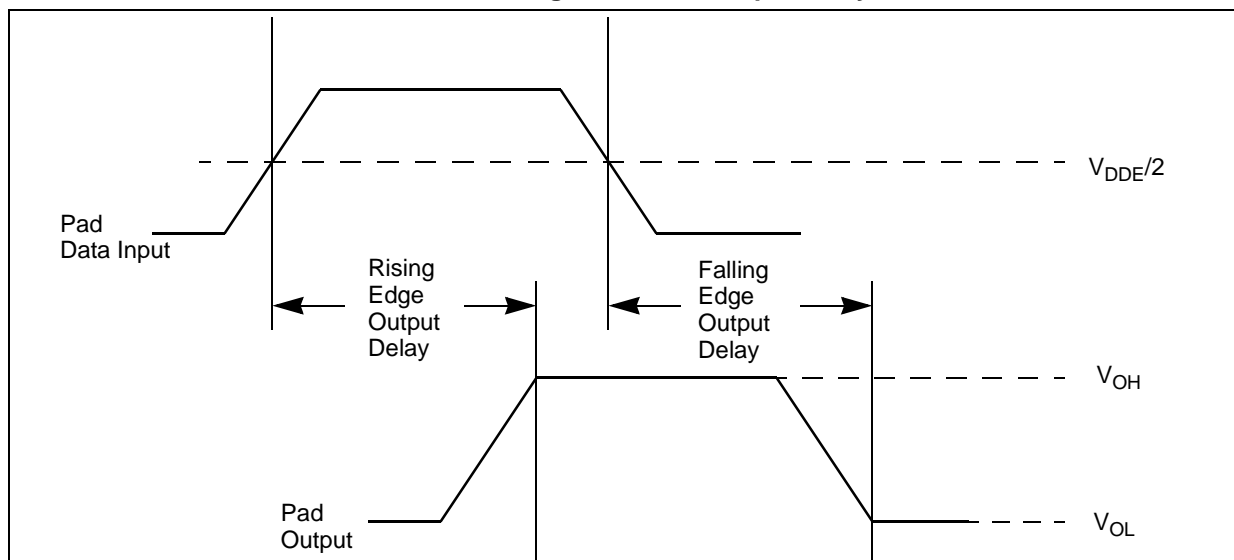 V_DDE/2
Pad
Data Input
Rising
Edge
Output
Delay
Falling
Edge
Output
Delay
V_OH
Pad
Output
V_OL